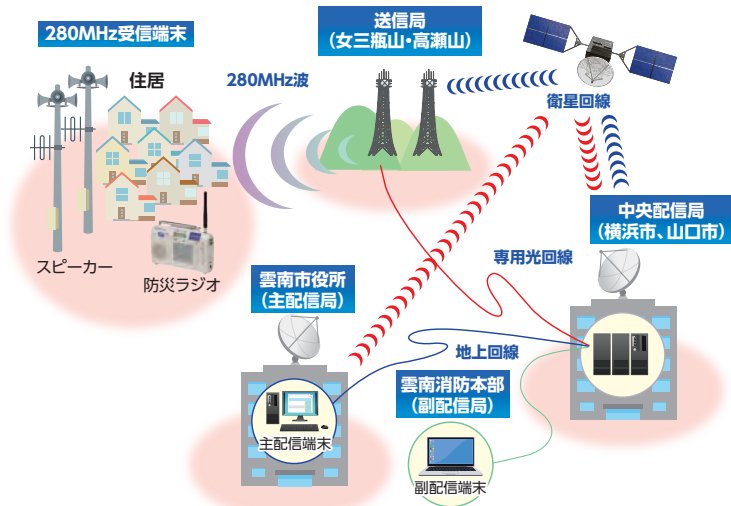 280MHz受信端末
住居
スピーカー
防災ラジオ
280MHz波
送信局
(女三瓶山・高瀬山)
衛星回線
中央配信局
(横浜市、山口市)
専用光回線
雲南市役所
(主配信局)
地上回線
雲南消防本部
(副配信局)
主配信端末
副配信端末